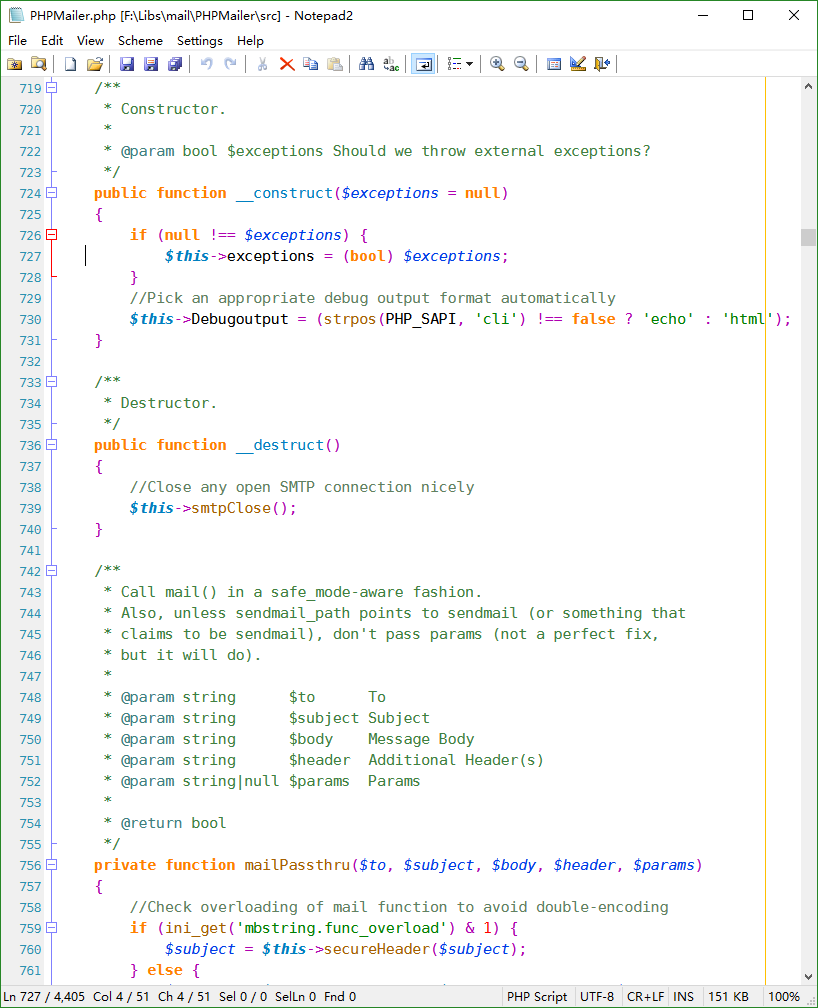 PHPMailer.php [F:\Libs\mail\PHPMailer\src] - Notepad2
File Edit View Scheme Settings Help
719 /**
720 * Constructor.
721 *
722 * @param bool $exceptions Should we throw external exceptions?
723 */
724 public function __construct($exceptions = null)
725 {
726 if (null !== $exceptions) {
727 $this->exceptions = (bool) $exceptions;
728 }
729 //Pick an appropriate debug output format automatically
730 $this->Debugoutput = (strpos(PHP_SAPI, 'cli') !== false ? 'echo' : 'html');
731 }
732
733 /**
734 * Destructor.
735 */
736 public function __destruct()
737 {
738 //Close any open SMTP connection nicely
739 $this->smtpClose();
740 }
741
742 /**
743 * Call mail() in a safe_mode-aware fashion.
744 * Also, unless sendmail_path points to sendmail (or something that
745 * claims to be sendmail), don't pass params (not a perfect fix,
746 * but it will do).
747 *
748 * @param string $to To
749 * @param string $subject Subject
750 * @param string $body Message Body
751 * @param string $header Additional Header(s)
752 * @param string|null $params Params
753 *
754 * @return bool
755 */
756 private function mailPassthru($to, $subject, $body, $header, $params)
757 {
758 //Check overloading of mail function to avoid double-encoding
759 if (ini_get('mbstring.func_overload') & 1) {
760 $subject = $this->secureHeader($subject);
761 } else {
Ln 727 / 4,405 Col 4 / 51 Ch 4 / 51 Sel 0 / 0 SelLn 0 Fnd 0 PHP Script UTF-8 CR+LF INS 151 KB 100%